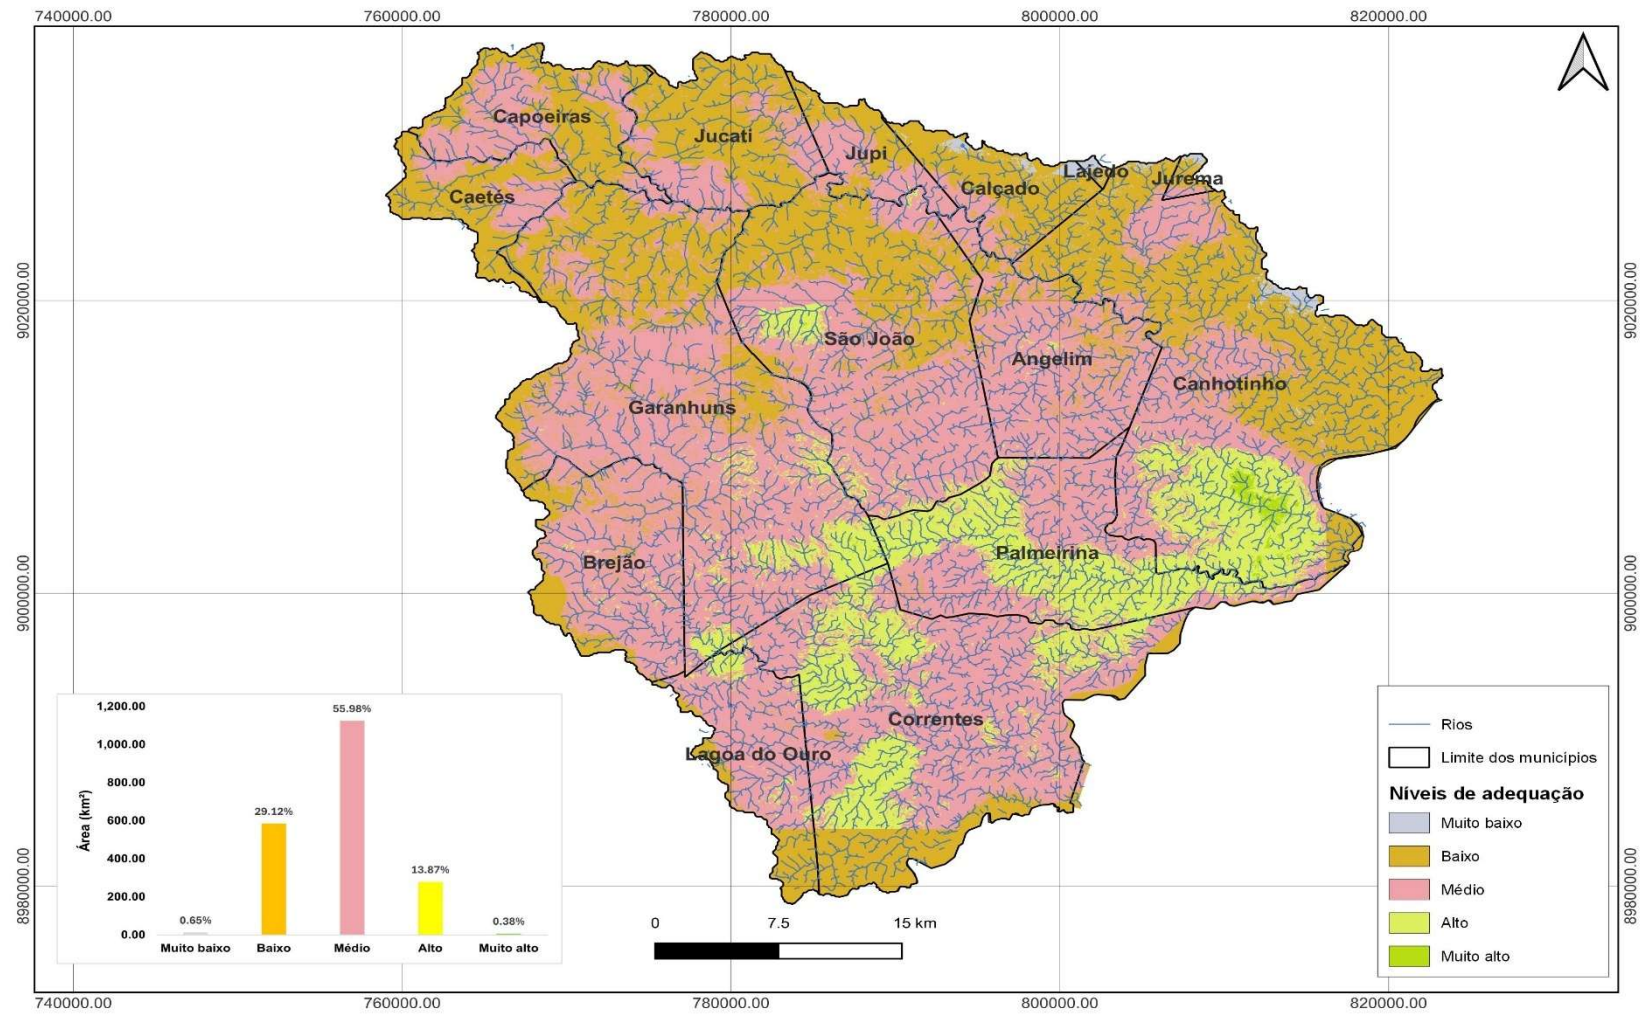 740000.00 760000.00 780000.00 800000.00 820000.00
Capoeiras
Jucati
Jupi
Lajedo
Jurema
Calçado
Caetés
9020000.00
9020000.00
São João
Angelim
Canhotinho
Garanhuns
Palmeirina
Brejão
9000000.00
9000000.00
Correntes
Lagoa do Ouro
8980000.00
8980000.00
Área (km²)
1,200.00
1,000.00
800.00
600.00
400.00
200.00
0.00
0.65%
29.12%
55.98%
13.87%
0.38%
Muito baixo Baixo Médio Alto Muito alto
0 7.5 15 km
Rios
Limite dos municipios
Níveis de adequação
Muito baixo
Baixo
Médio
Alto
Muito alto
740000.00 760000.00 780000.00 800000.00 820000.00